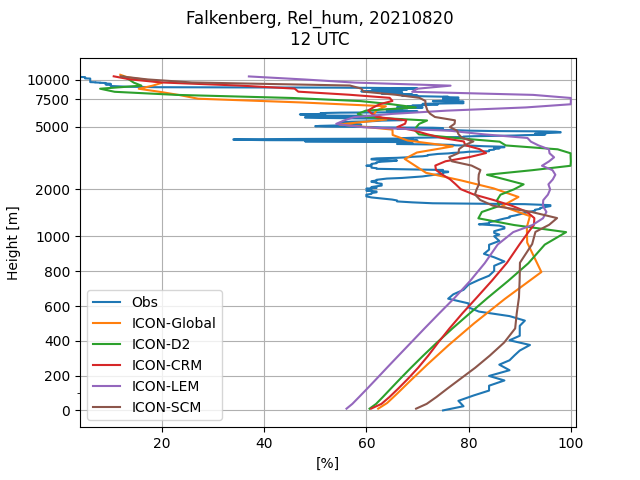 Falkenberg, Rel_hum, 20210820
12 UTC
Height [m]
10000
7500
5000
2000
1000
800
600
400
200
0
Obs
ICON-Global
ICON-D2
ICON-CRM
ICON-LEM
ICON-SCM
20
40
60
80
100
[%]